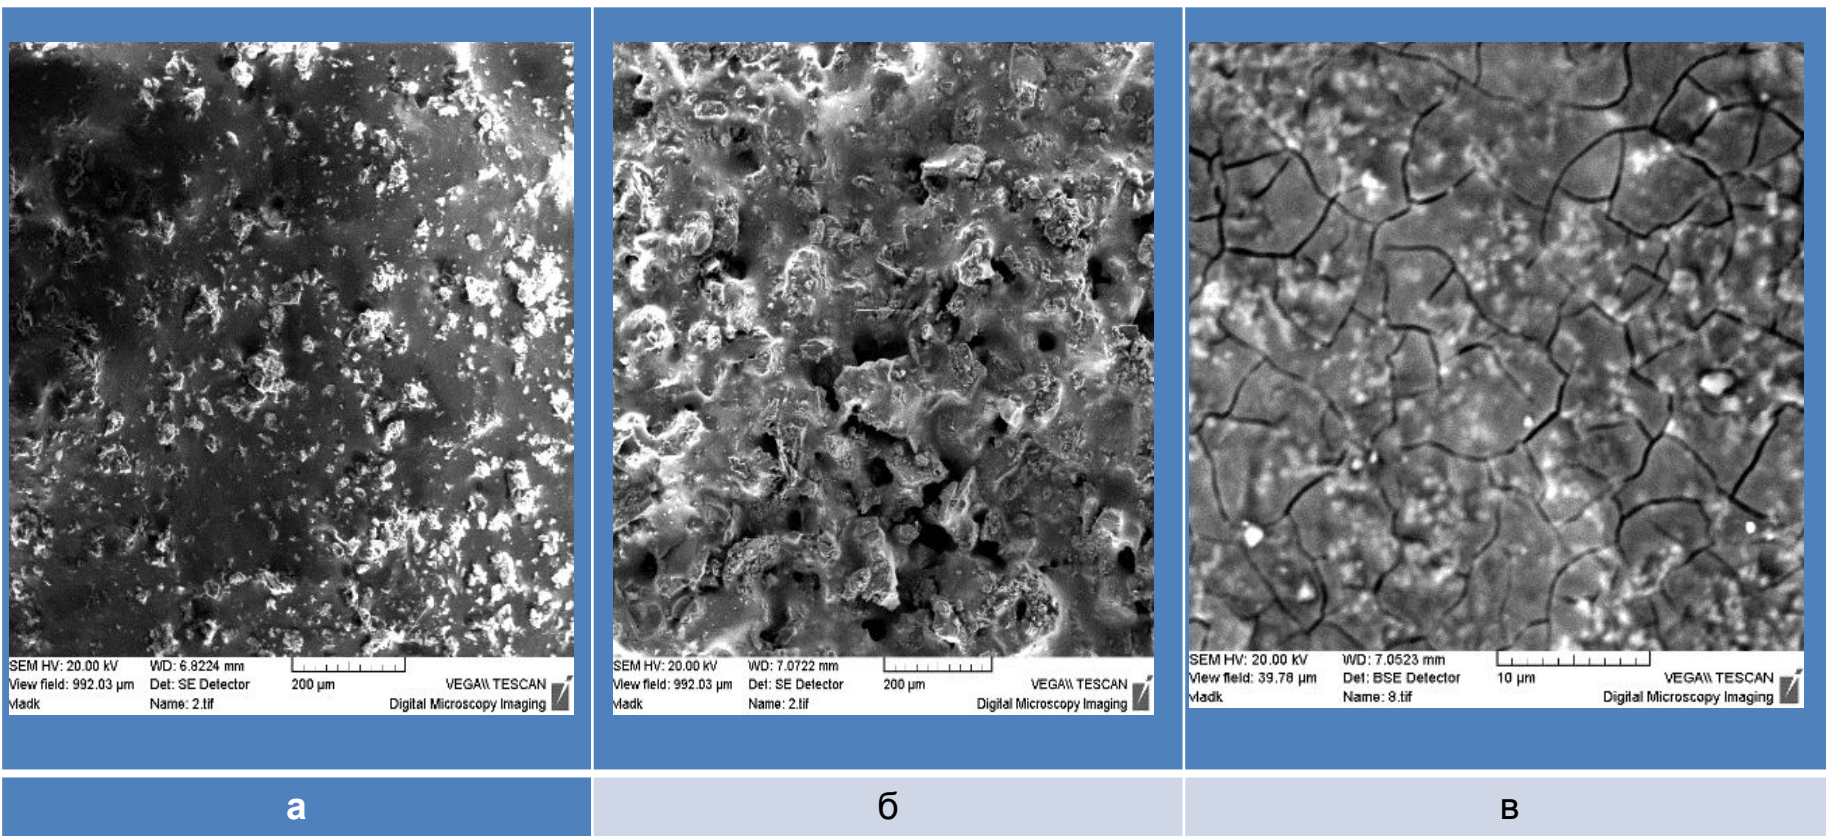 SEM HV: 20.00 kV WD: 6.8224 mm
View field: 992.03 µm Det: SE Detector 200 µm VEGA\\ TESCAN
vladk Name: 2.tif Digital Microscopy Imaging
SEM HV: 20.00 kV WD: 7.0722 mm
View field: 992.03 µm Det: SE Detector 200 µm VEGA\\ TESCAN
vladk Name: 2.tif Digital Microscopy Imaging
SEM HV: 20.00 kV WD: 7.0523 mm
View field: 39.78 µm Det: BSE Detector 10 µm VEGA\\ TESCAN
vladk Name: 8.tif Digital Microscopy Imaging
а б в